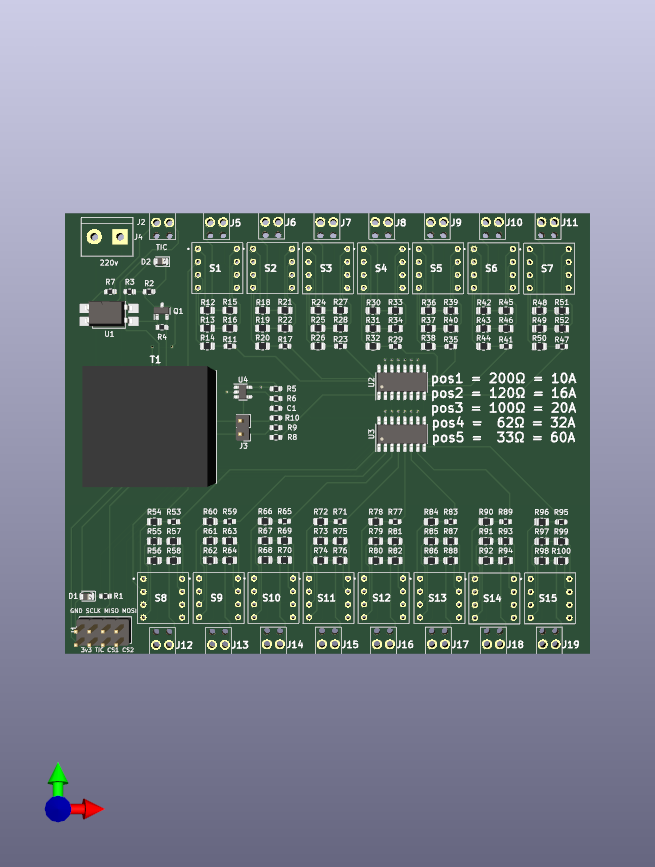 J2 J5 J6 J7 J8 J9 J10 J11
J4
TIC
220v D2
S1 S2 S3 S4 S5 S6 S7
R7 R3 R2
R12 R15 R18 R21 R24 R27 R30 R33 R36 R39 R42 R45 R48 R51
Q1 R13 R16 R19 R22 R25 R28 R31 R34 R37 R40 R43 R46 R49 R52
U1 R4 R14 R11 R20 R17 R26 R23 R32 R29 R38 R35 R44 R41 R50 R47
T1
U4 U2 pos1 = 200Ω = 10A
R5 pos2 = 120Ω = 16A
R6
C1 pos3 = 100Ω = 20A
R10 pos4 = 62Ω = 32A
R9
J3 R8 U3 pos5 = 33Ω = 60A
R54 R53 R60 R59 R66 R65 R72 R71 R78 R77 R84 R83 R90 R89 R96 R95
R55 R57 R61 R63 R67 R69 R73 R75 R79 R81 R85 R87 R91 R93 R97 R99
R56 R58 R62 R64 R68 R70 R74 R76 R80 R82 R86 R88 R92 R94 R98 R100
D1 R1 S8 S9 S10 S11 S12 S13 S14 S15
GND SCLK MISO MOSI
J12 J13 J14 J15 J16 J17 J18 J19
3v3 TIC CS1 CS2